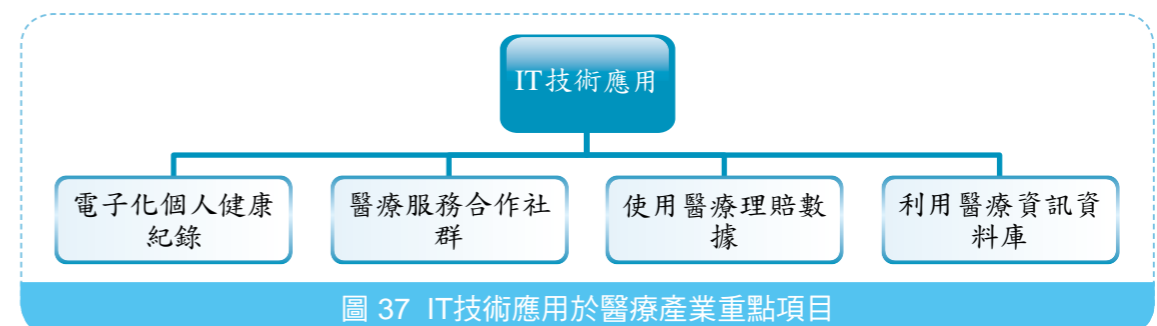 IT技術應用
電子化個人健康
紀錄
醫療服務合作社
群
使用醫療理賠數
據
利用醫療資訊資
料庫
圖 37 IT技術應用於醫療產業重點項目